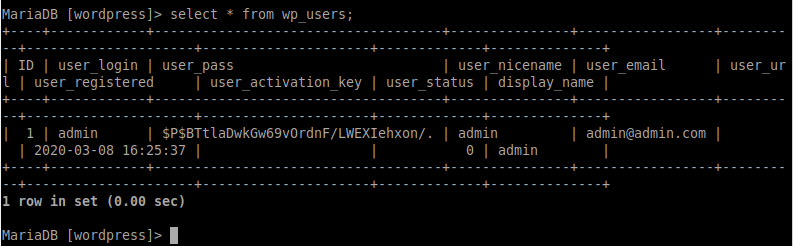 MariaDB [wordpress]> select * from wp_users;
+----+------------+------------------------------------+---------------+-----------------+--------
--+---------------------+---------------------+-------------+--------------+
| ID | user_login | user_pass                          | user_nicename | user_email      | user_ur
l | user_registered     | user_activation_key | user_status | display_name |
+----+------------+------------------------------------+---------------+-----------------+--------
--+---------------------+---------------------+-------------+--------------+
|  1 | admin      | $P$BTtlaDwkGw69vOrdnF/LWEXIehxon/. | admin         | admin@admin.com |
  | 2020-03-08 16:25:37 |                     |           0 | admin        |
+----+------------+------------------------------------+---------------+-----------------+--------
--+---------------------+---------------------+-------------+--------------+
1 row in set (0.00 sec)
MariaDB [wordpress]>